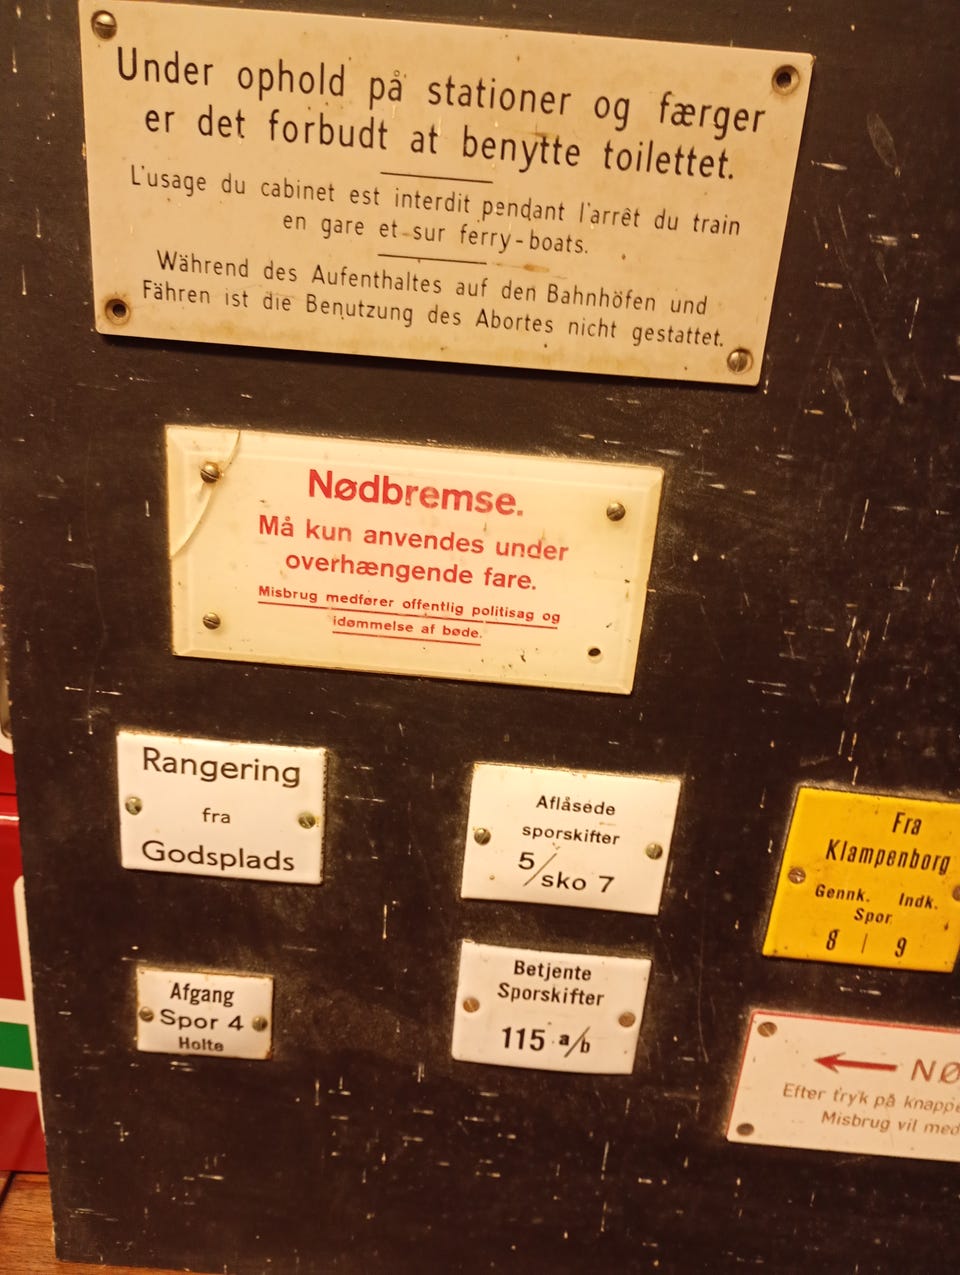 Under ophold på stationer og færger
er det forbudt at benytte toilettet.
L'usage du cabinet est interdit pendant l'arrêt du train
en gare et sur ferry-boats.
Während des Aufenthaltes auf den Bahnhöfen und
Fähren ist die Benutzung des Abortes nicht gestattet.
Nødbremse.
Må kun anvendes under
overhængende fare.
Misbrug medfører offentlig politisag og
idømmelse af bøde.
Rangering
fra
Godsplads
Aflåsede
sporskifter
5/sko 7
Fra
Klampenborg
Gennk. Indk.
Spor
8 | 9
Afgang
Spor 4
Holte
Betjente
Sporskifter
115 a/b
← NØ
Efter tryk på knappe
Misbrug vil med